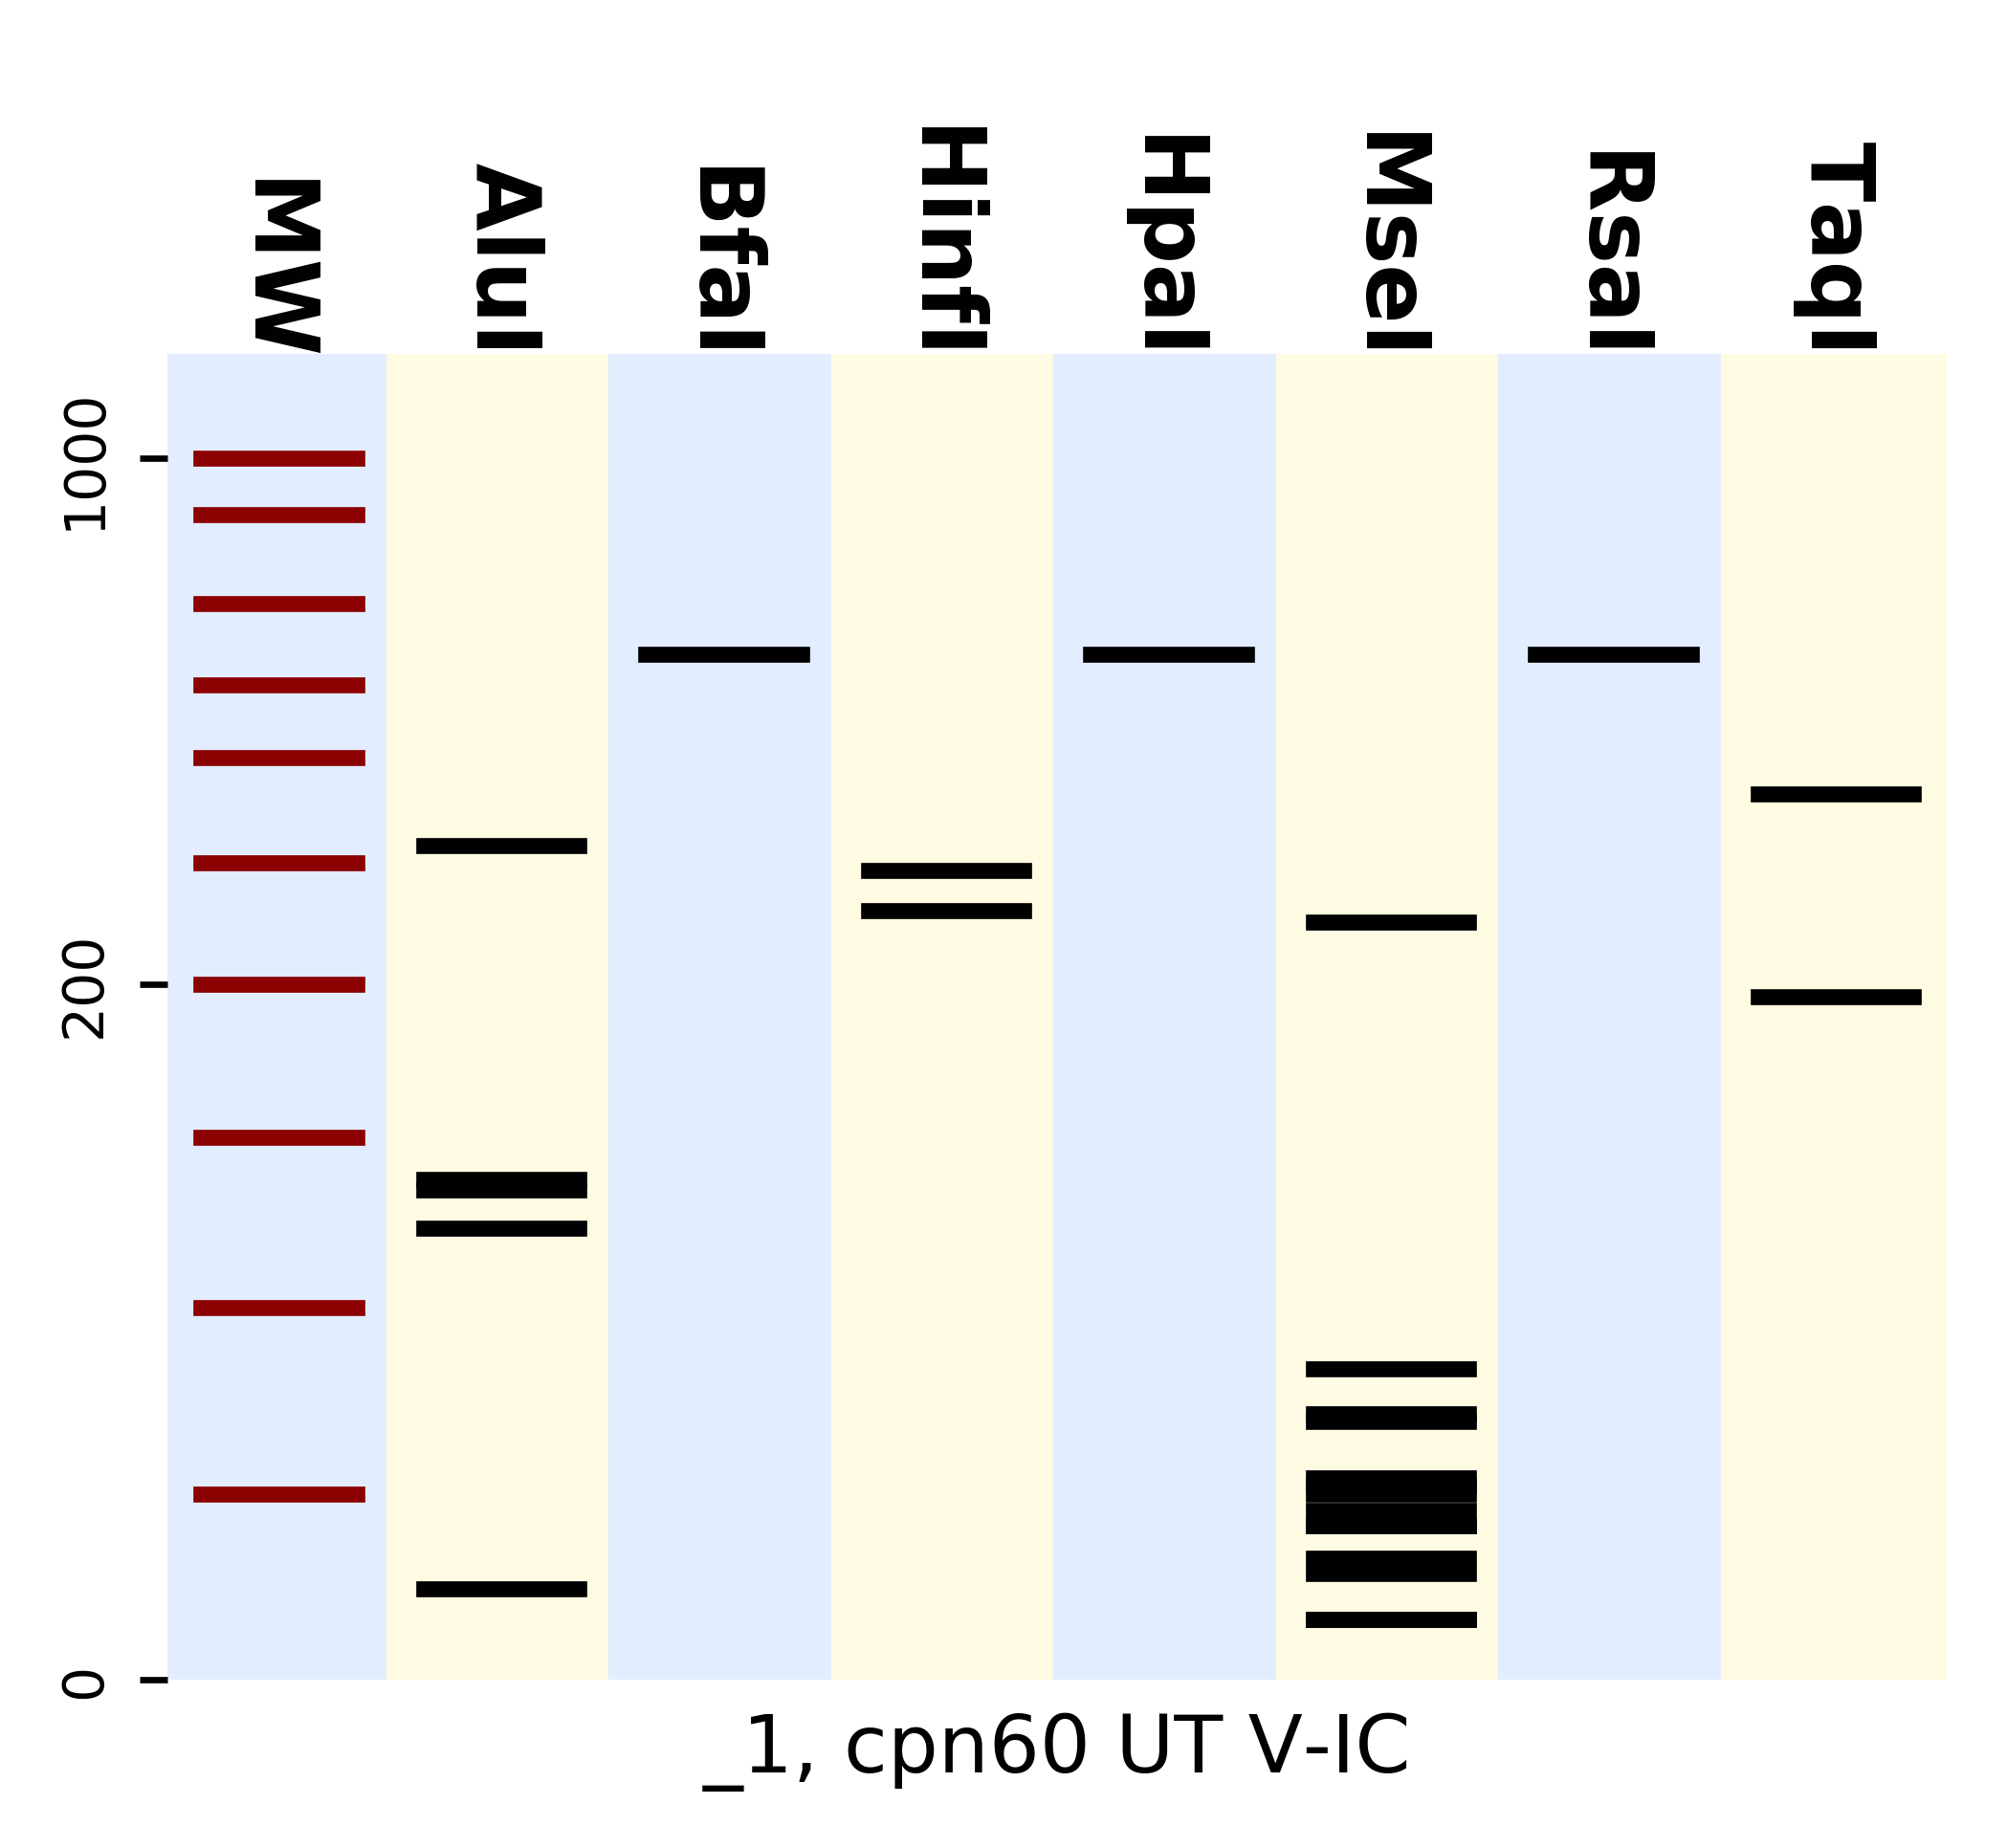 MW
AluI
BfaI
HinfI
HpaI
MseI
RsaI
TaqI
1000
200
0
_1, cpn60 UT V-IC